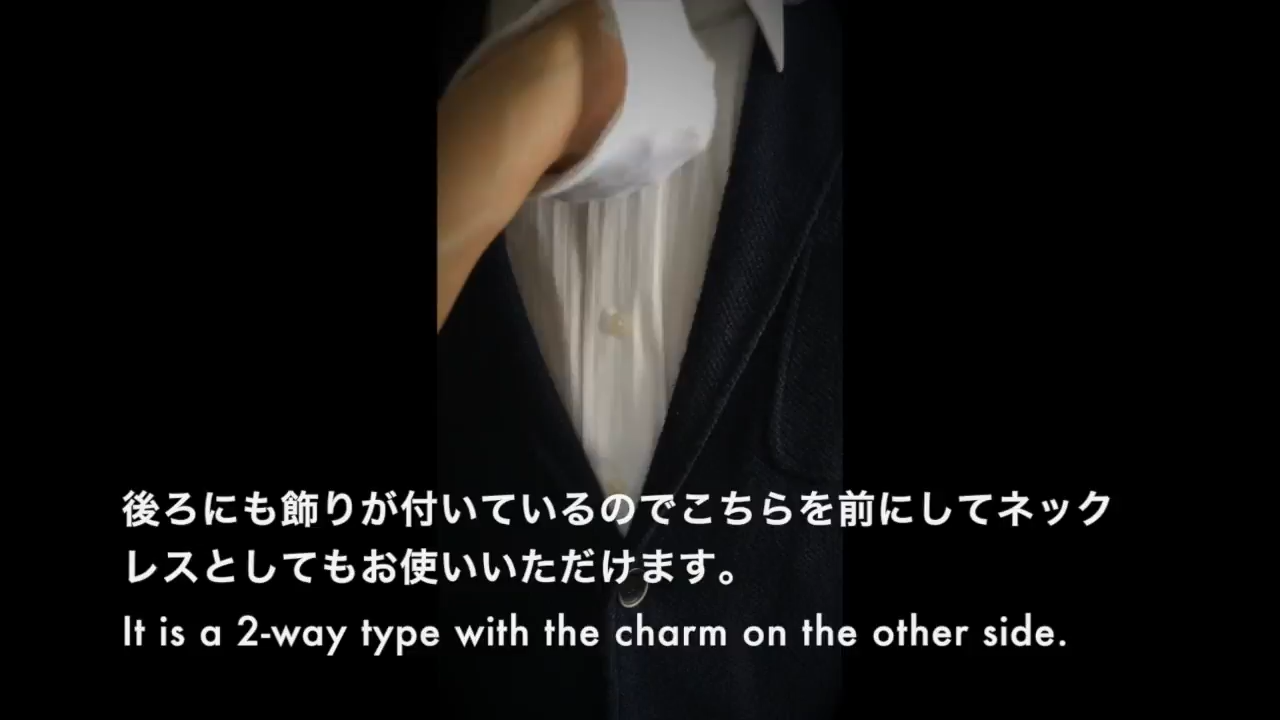 後ろにも飾りが付いているのでこちらを前にしてネック
レスとしてもお使いいただけます。
It is a 2-way type with the charm on the other side.